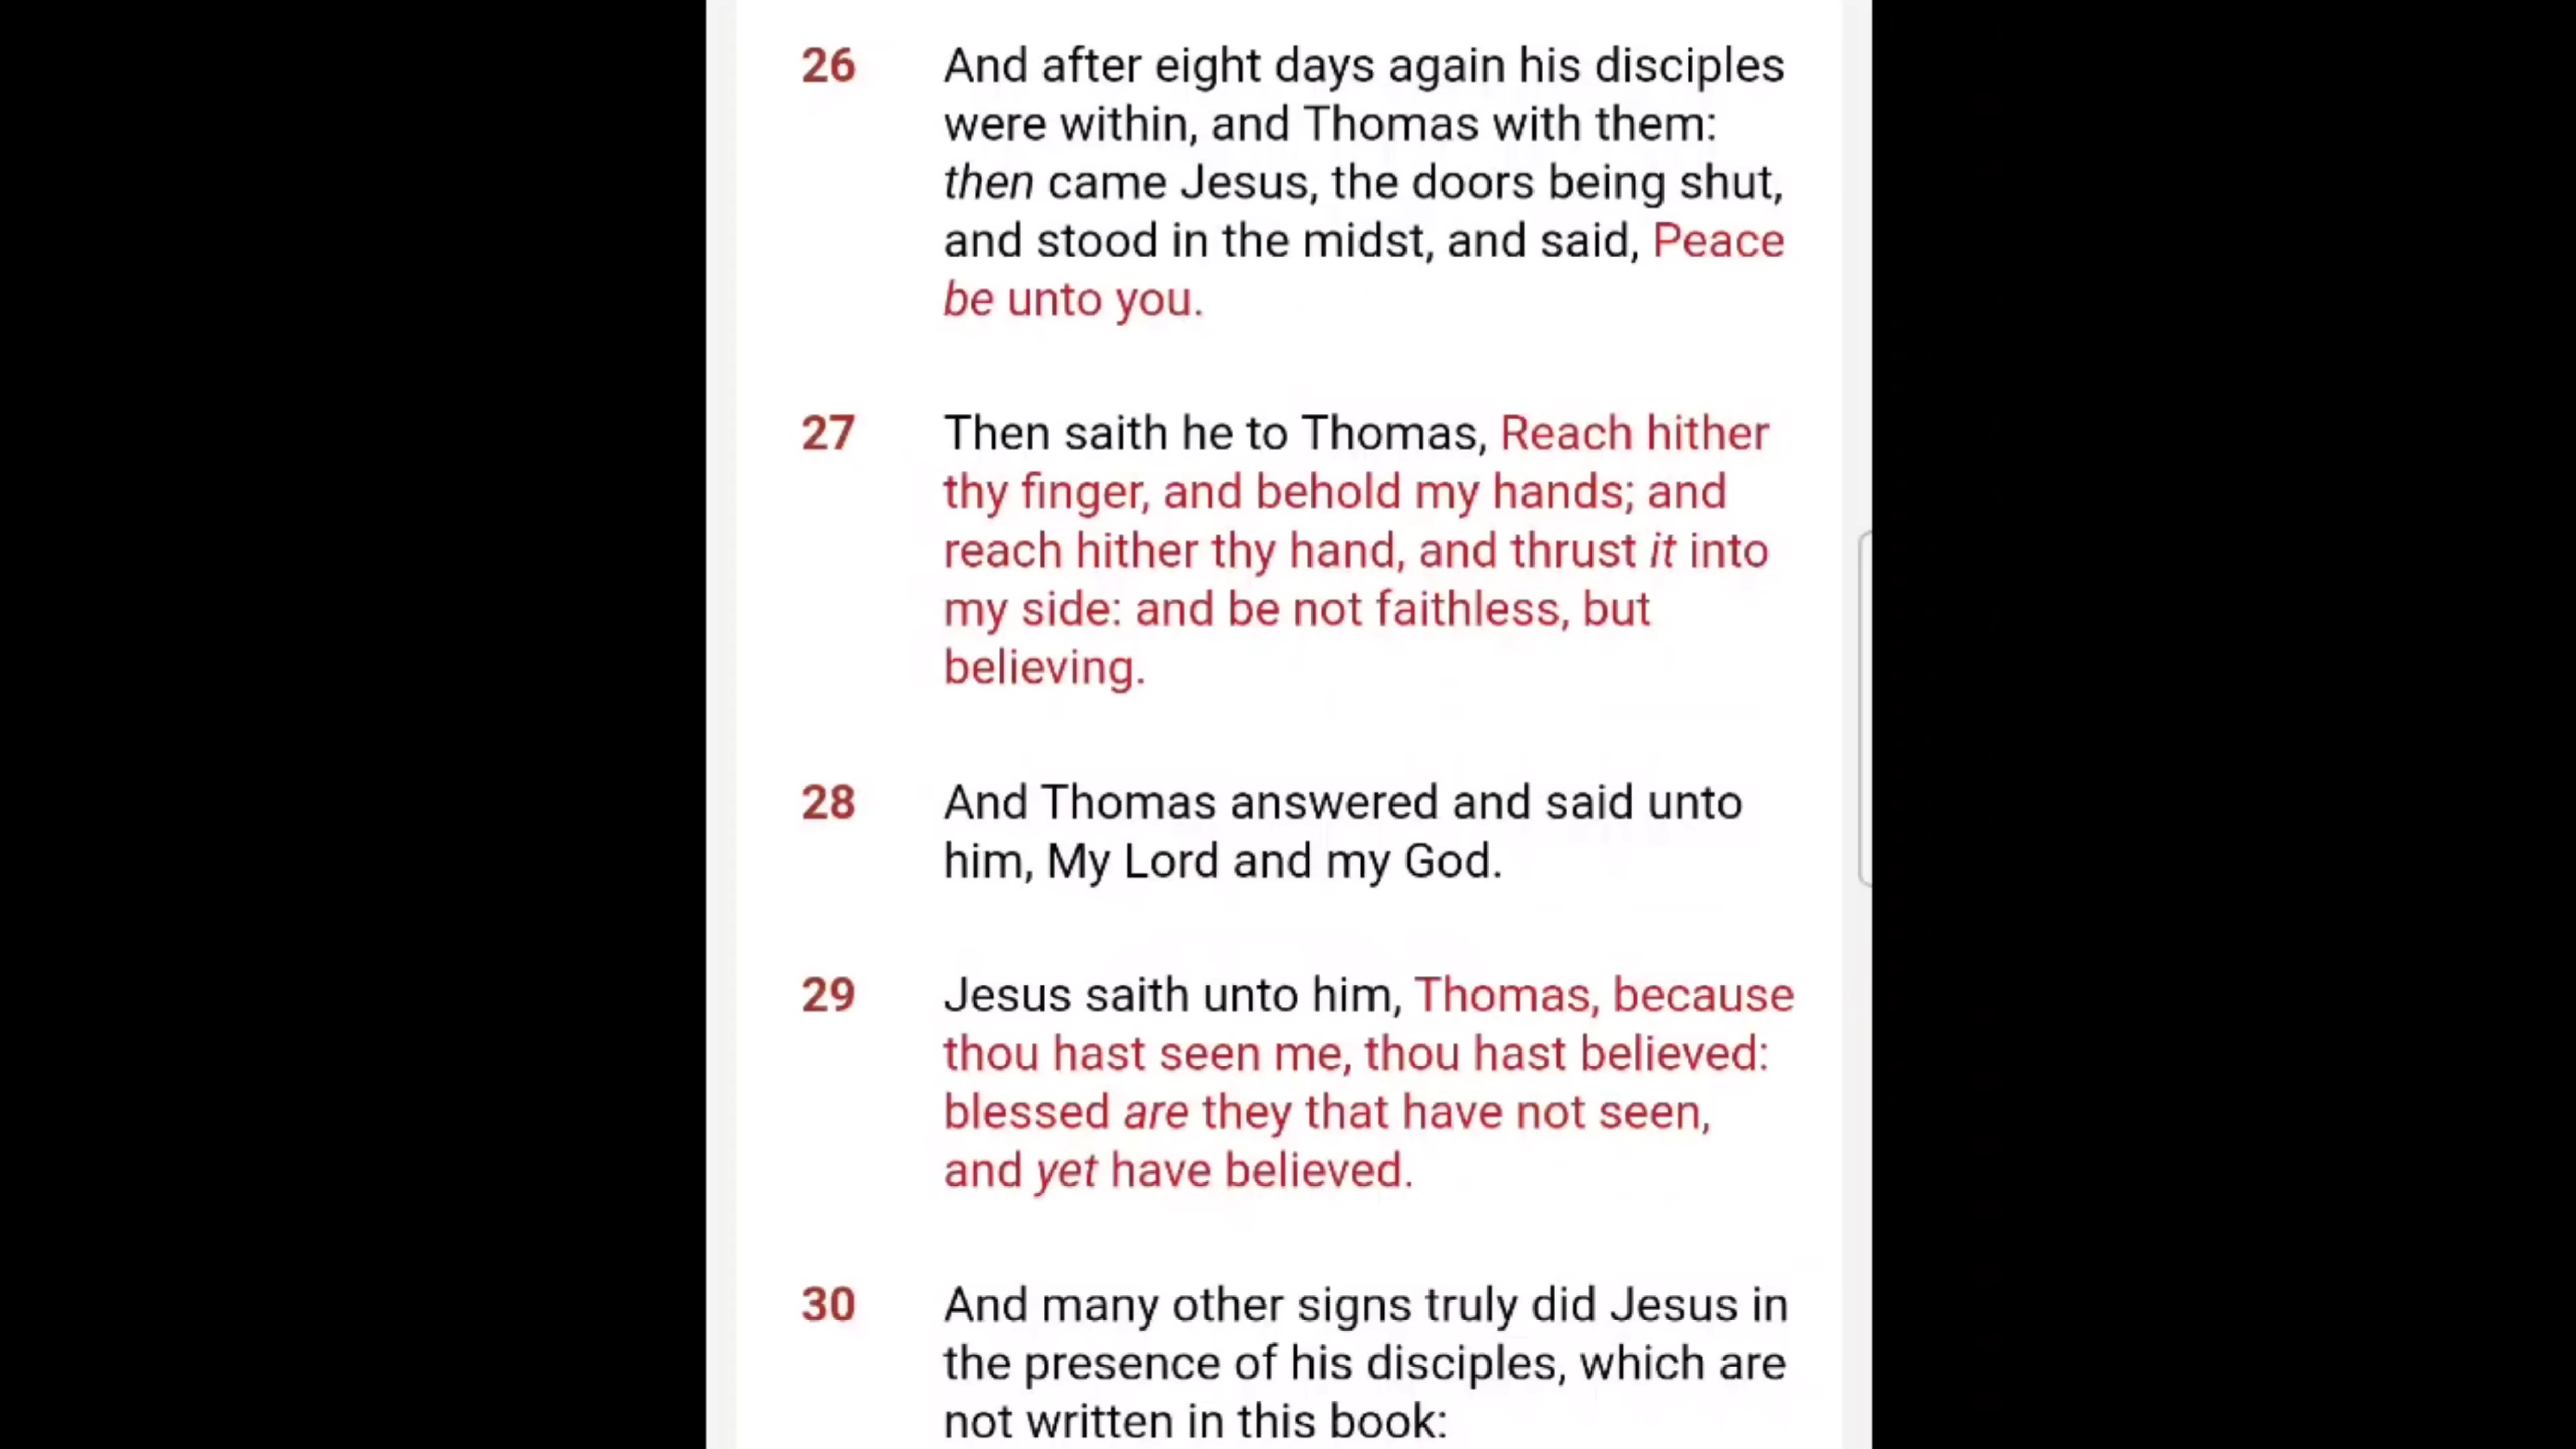 26 And after eight days again his disciples
were within, and Thomas with them:
then came Jesus, the doors being shut,
and stood in the midst, and said, Peace
be unto you.
27 Then saith he to Thomas, Reach hither
thy finger, and behold my hands; and
reach hither thy hand, and thrust it into
my side: and be not faithless, but
believing.
28 And Thomas answered and said unto
him, My Lord and my God.
29 Jesus saith unto him, Thomas, because
thou hast seen me, thou hast believed:
blessed are they that have not seen,
and yet have believed.
30 And many other signs truly did Jesus in
the presence of his disciples, which are
not written in this book: